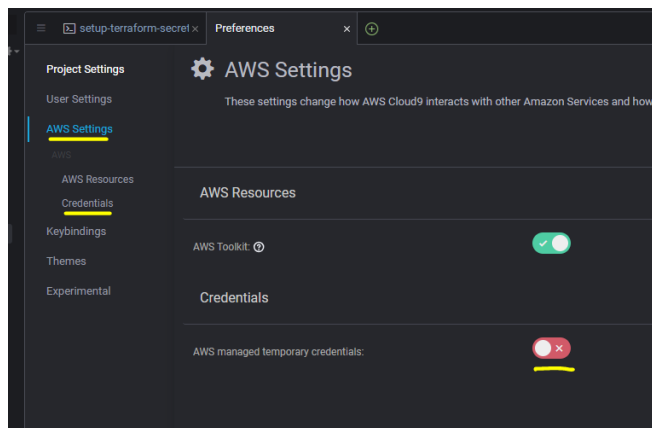 setup-terraform-secret
Preferences
Project Settings
AWS Settings
User Settings
These settings change how AWS Cloud9 interacts with other Amazon Services and how
AWS Settings
AWS
AWS Resources
AWS Resources
Credentials
Keybindings
AWS Toolkit:
Themes
Experimental
Credentials
AWS managed temporary credentials: